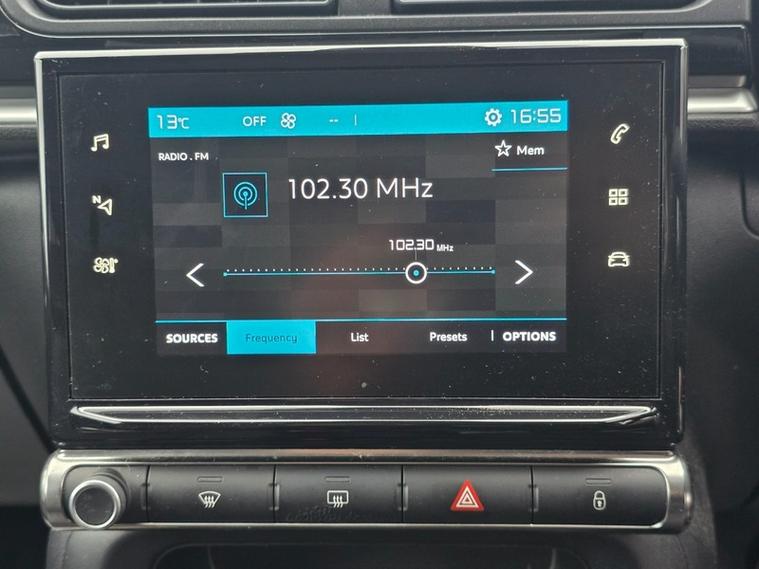 13°C OFF -- | 16:55
RADIO . FM
Mem
102.30 MHz
102.30 MHz
SOURCES Frequency List Presets | OPTIONS
N